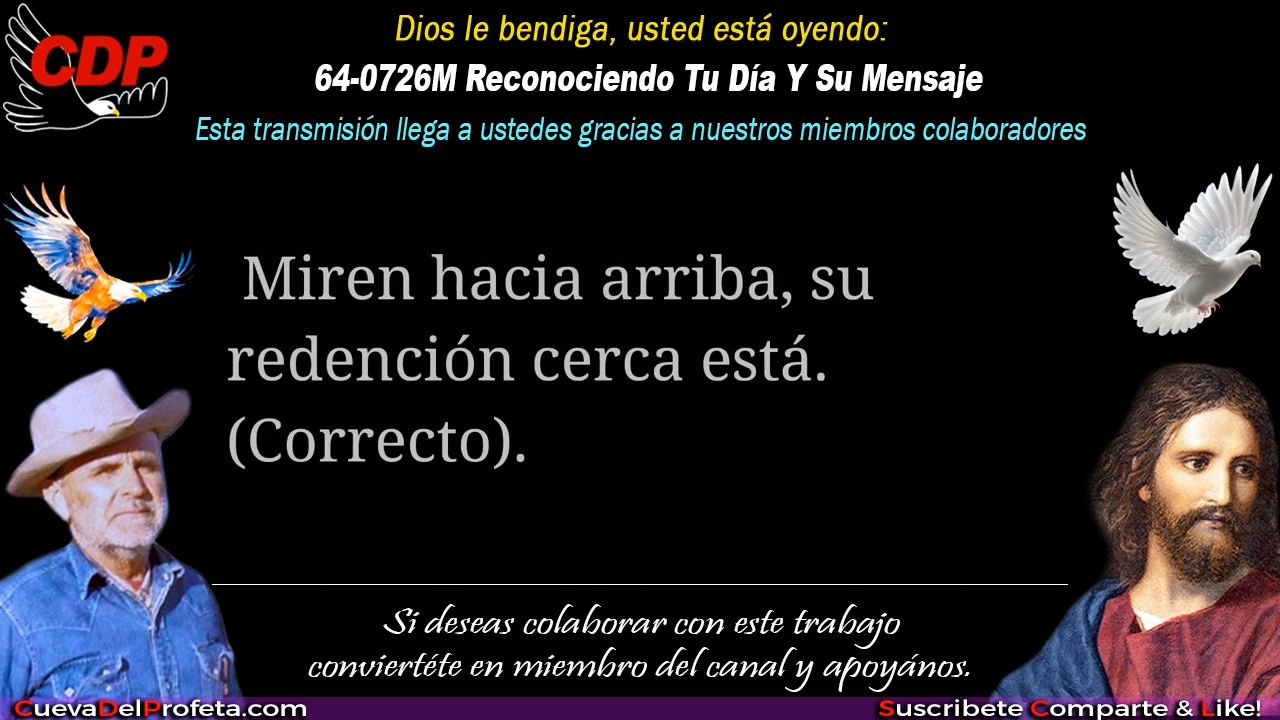 CDP
Dios le bendiga, usted está oyendo:
64-0726M Reconociendo Tu Día Y Su Mensaje
Esta transmisión llega a ustedes gracias a nuestros miembros colaboradores
Miren hacia arriba, su
redención cerca está.
(Correcto).
Si deseas colaborar con este trabajo
conviertéte en miembro del canal y apoyános.
CuevaDelProfeta.com
Suscribete Comparte & Like!